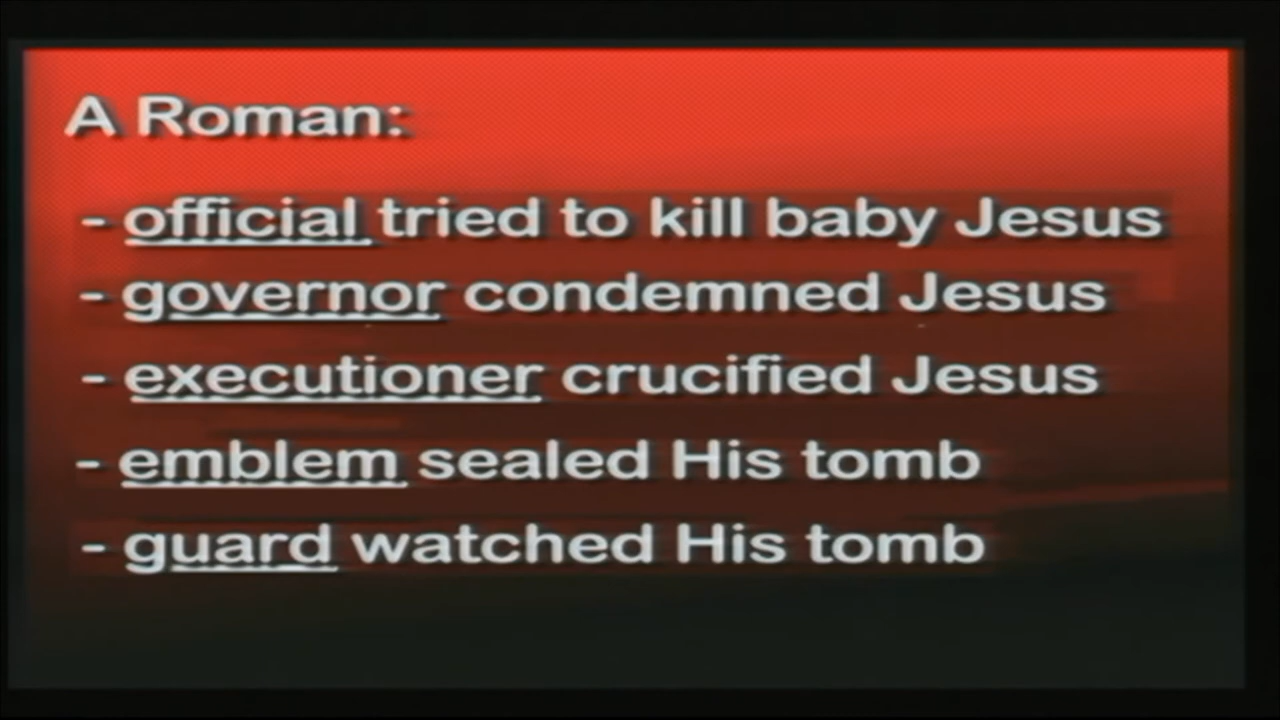 A Roman:
- official tried to kill baby Jesus
- governor condemned Jesus
- executioner crucified Jesus
- emblem sealed His tomb
- guard watched His tomb